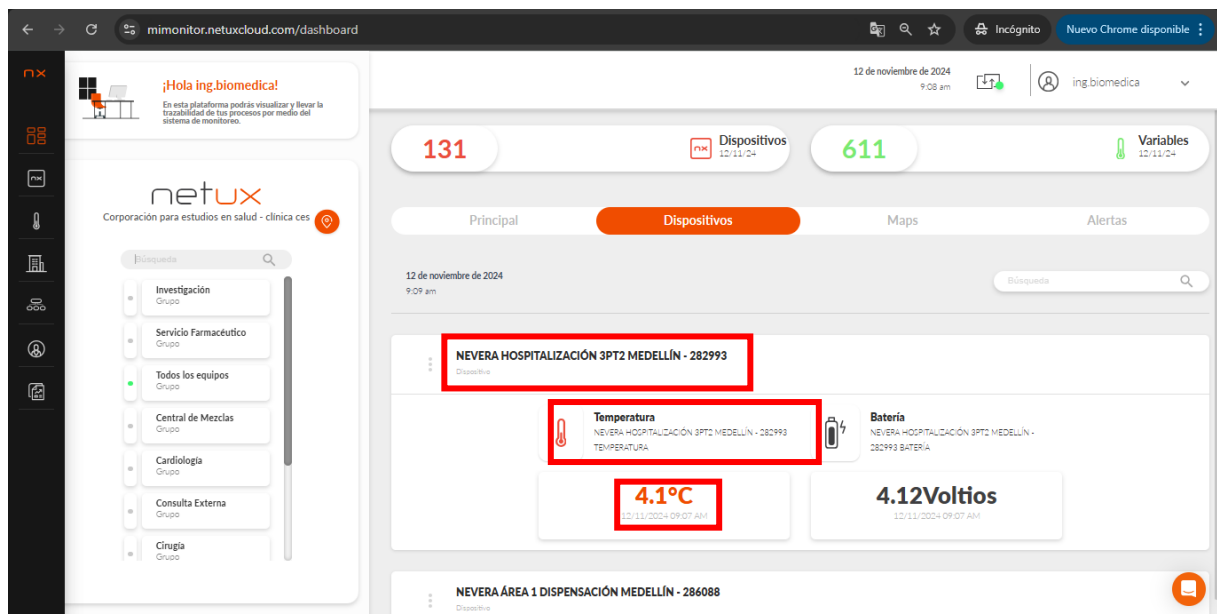 mimonitor.netuxcloud.com/dashboard
Incógnito
Nuevo Chrome disponible
nx
¡Hola ing.biomedica!
En esta plataforma podrás visualizar y llevar la
trazabilidad de tus procesos por medio del
sistema de monitoreo.
12 de noviembre de 2024
9:08 am
ing.biomedica
netux
Corporación para estudios en salud - clínica ces
Búsqueda
Investigación
Grupo
Servicio Farmacéutico
Grupo
Todos los equipos
Grupo
Central de Mezclas
Grupo
Cardiología
Grupo
Consulta Externa
Grupo
Cirugía
Grupo
131
nx
Dispositivos
12/11/24
611
Variables
12/11/24
Principal
Dispositivos
Maps
Alertas
12 de noviembre de 2024
9:09 am
Búsqueda
NEVERA HOSPITALIZACIÓN 3PT2 MEDELLÍN - 282993
Dispositivo
Temperatura
NEVERA HOSPITALIZACIÓN 3PT2 MEDELLÍN - 282993
TEMPERATURA
Batería
NEVERA HOSPITALIZACIÓN 3PT2 MEDELLÍN -
282993 BATERÍA
4.1°C
12/11/2024 09:07 AM
4.12Voltios
12/11/2024 09:07 AM
NEVERA ÁREA 1 DISPENSACIÓN MEDELLÍN - 286088
Dispositivo